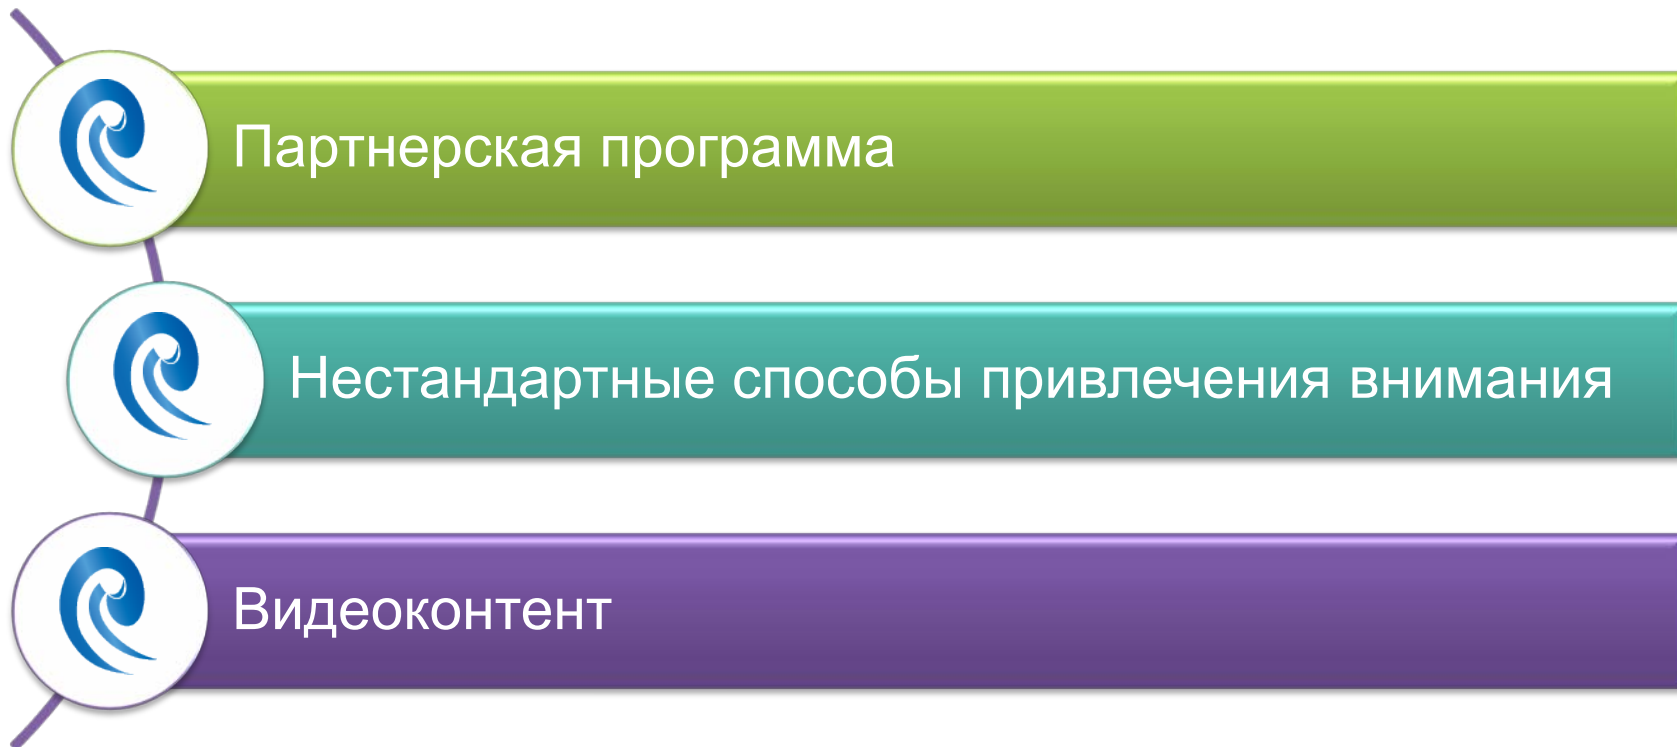 Партнерская программа
Нестандартные способы привлечения внимания
Видеоконтент